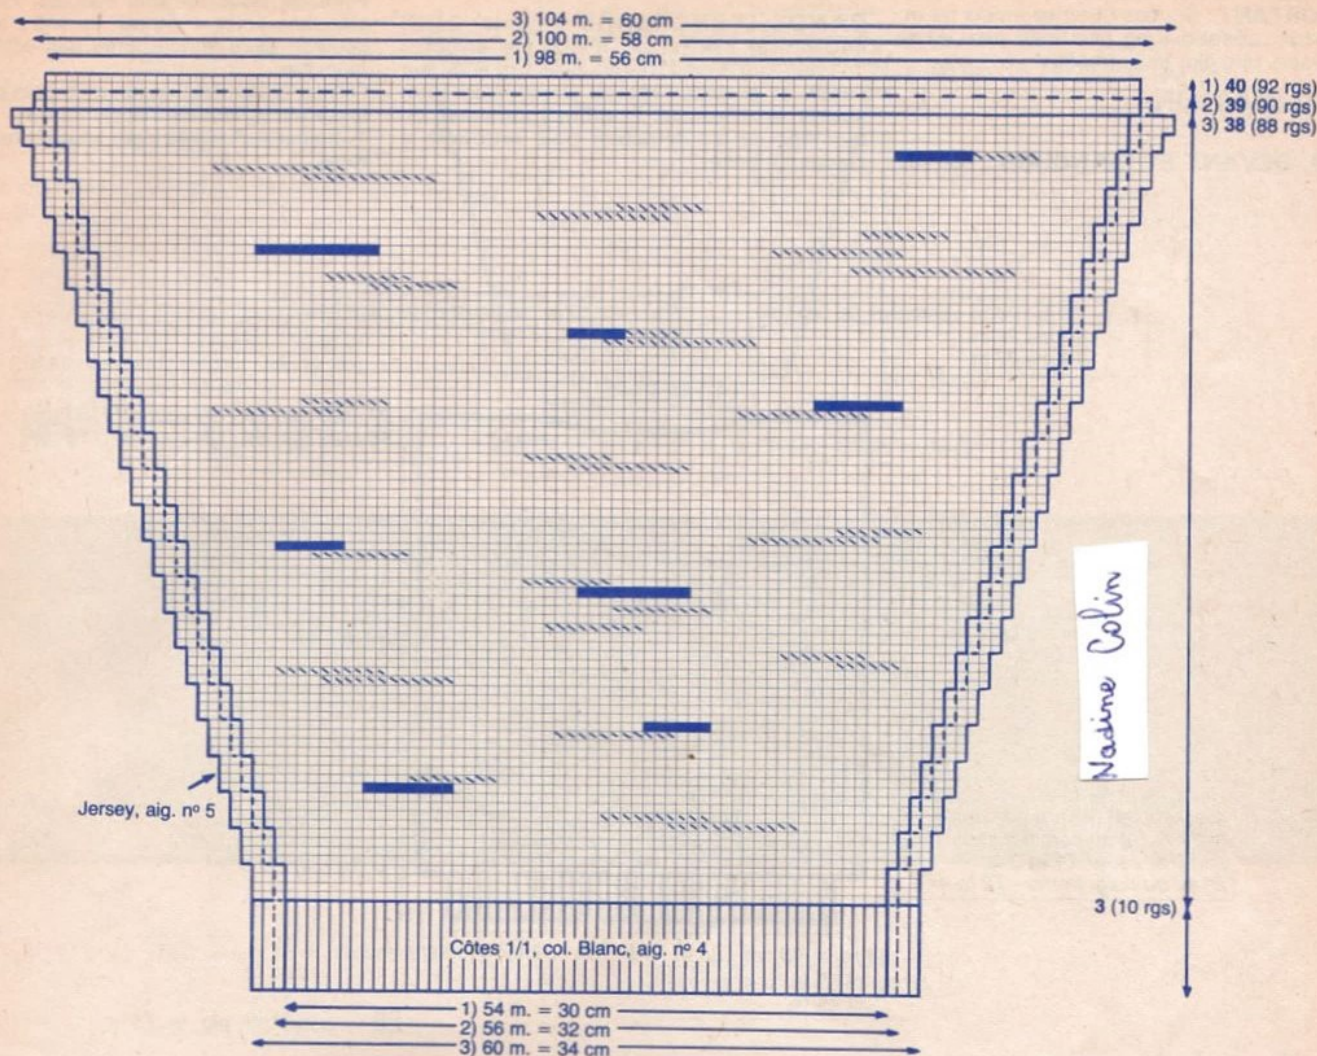 3) 104 m. = 60 cm
2) 100 m. = 58 cm
1) 98 m. = 56 cm
1) 40 (92 rgs)
2) 39 (90 rgs)
3) 38 (88 rgs)
Nadine Colin
Jersey, aig. nº 5
3 (10 rgs)
Côtes 1/1, col. Blanc, aig. nº 4
1) 54 m. = 30 cm
2) 56 m. = 32 cm
3) 60 m. = 34 cm